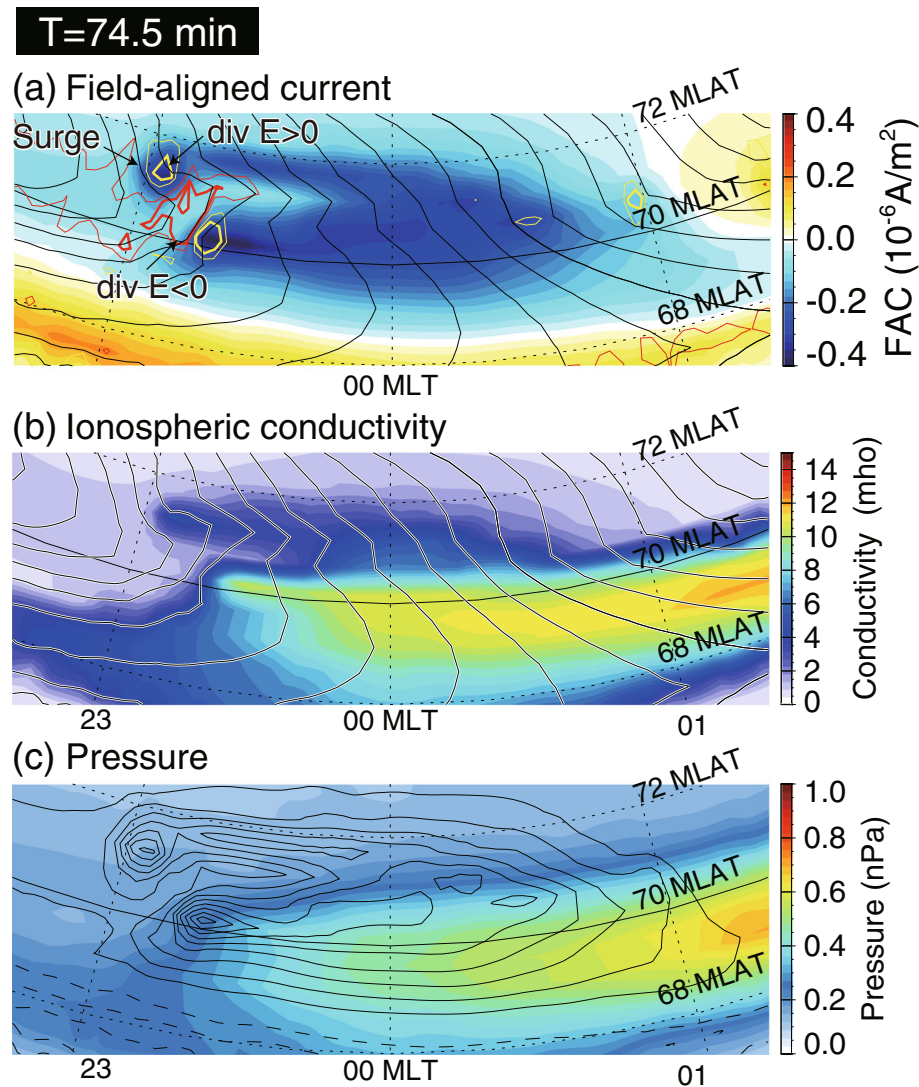 T=74.5 min
(a) Field-aligned current
72 MLAT
Surge
div E>0
70 MLAT
div E<0
68 MLAT
00 MLT
0.4
0.2
0.0
-0.2
-0.4
FAC (10⁻⁶A/m²)
(b) Ionospheric conductivity
72 MLAT
70 MLAT
68 MLAT
23
00 MLT
01
14
12
10
8
6
4
2
0
Conductivity (mho)
(c) Pressure
72 MLAT
70 MLAT
68 MLAT
23
00 MLT
01
1.0
0.8
0.6
0.4
0.2
0.0
Pressure (nPa)